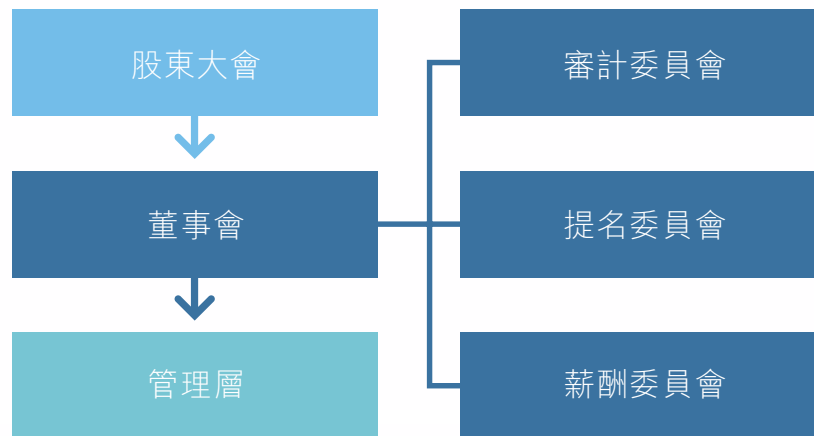 股東大會
審計委員會
董事會
提名委員會
管理層
薪酬委員會